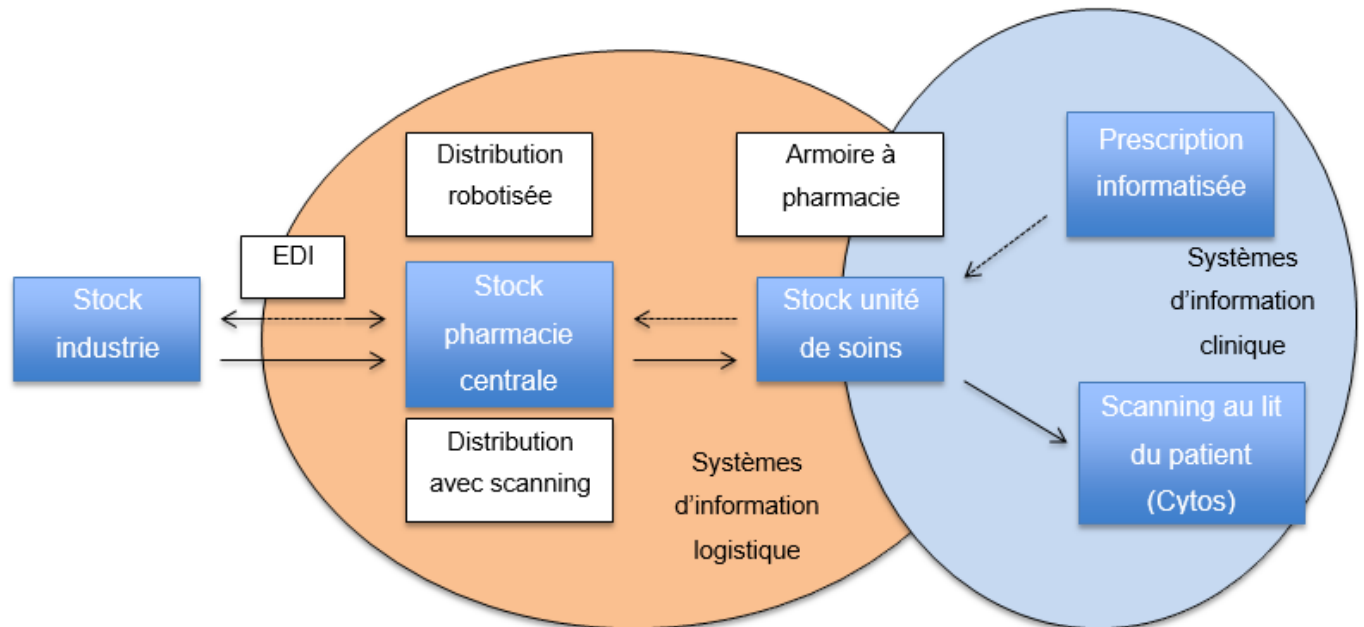 Distribution
robotisée
Armoire à
pharmacie
Prescription
informatisée
EDI
Stock
industrie
Stock
pharmacie
centrale
Stock unité
de soins
Systèmes
d’information
clinique
Distribution
avec scanning
Systèmes
d’information
logistique
Scanning au lit
du patient
(Cytos)